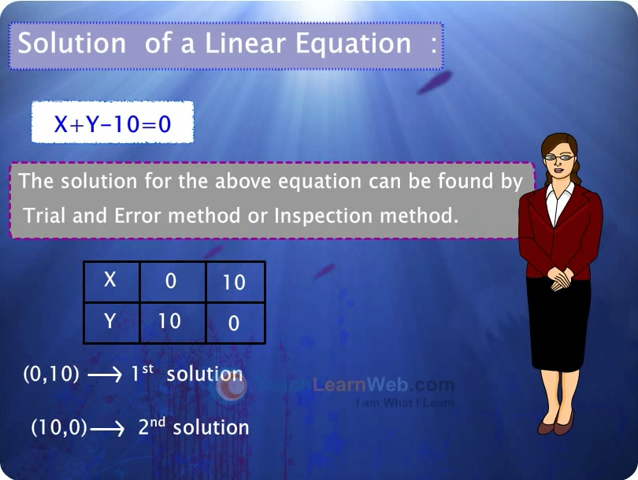 Solution of a Linear Equation :
X+Y-10=0
The solution for the above equation can be found by
Trial and Error method or Inspection method.
X 0 10
Y 10 0
(0,10) → 1st solution
LearnWeb.com
I am What I Learn
(10,0) → 2nd solution